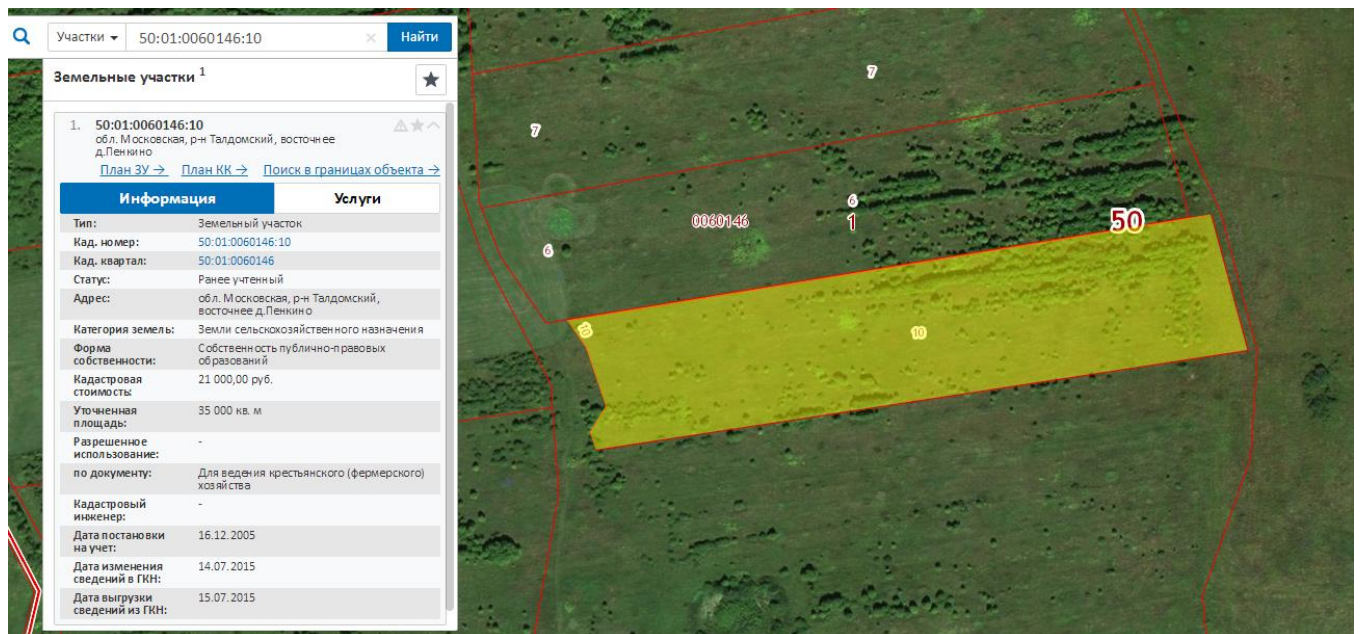 Участки 50:01:0060146:10 × Найти
Земельные участки 1
1. 50:01:0060146:10
обл. Московская, р-н Талдомский, восточнее
д.Пенкино
План ЗУ → План КК → Поиск в границах объекта →
Информация Услуги
Тип: Земельный участок
Кад. номер: 50:01:0060146:10
Кад. квартал: 50:01:0060146
Статус: Ранее учтенный
Адрес: обл. Московская, р-н Талдомский,
восточнее д.Пенкино
Категория земель: Земли сельскохозяйственного назначения
Форма Собственность публично-правовых
собственности: образований
Кадастровая 21 000,00 руб.
стоимость:
Уточненная 35 000 кв. м
площадь:
Разрешенное -
использование:
по документу: Для ведения крестьянского (фермерского)
хозяйства
Кадастровый -
инженер:
Дата постановки 16.12.2005
на учет:
Дата изменения 14.07.2015
сведений в ГКН:
Дата выгрузки 15.07.2015
сведений из ГКН:
7
7
6
0060146 1
50
6
10